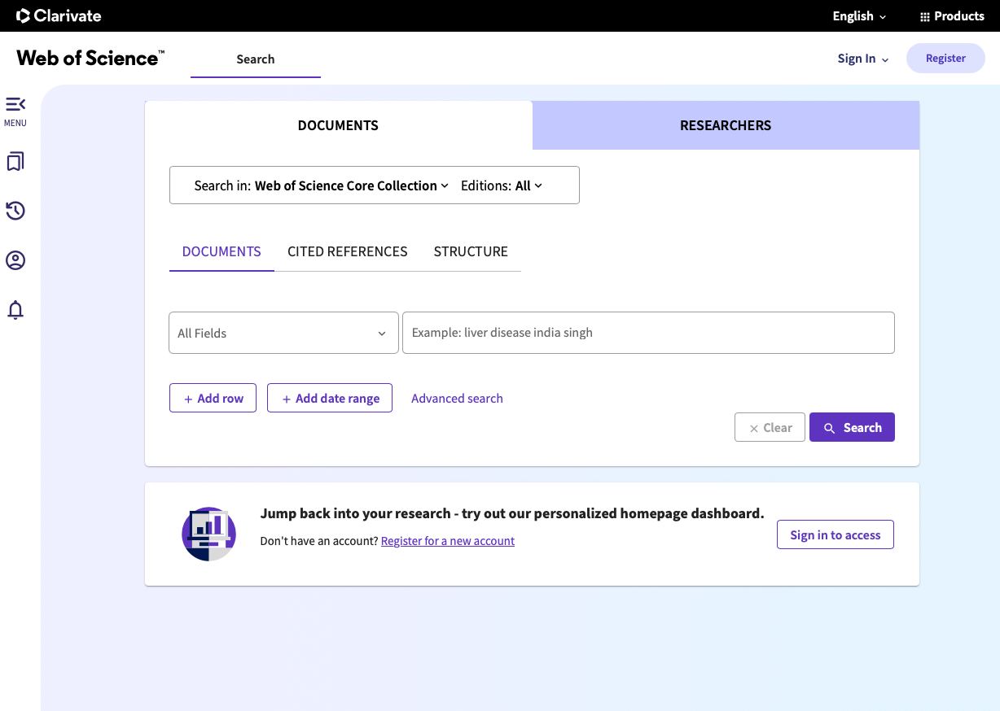 Clarivate
English
Products
Web of Science™
Search
Sign In
Register
MENU
DOCUMENTS
RESEARCHERS
Search in: Web of Science Core Collection Editions: All
DOCUMENTS CITED REFERENCES STRUCTURE
All Fields
Example: liver disease india singh
+ Add row
+ Add date range
Advanced search
× Clear
Search
Jump back into your research - try out our personalized homepage dashboard.
Don't have an account? Register for a new account
Sign in to access